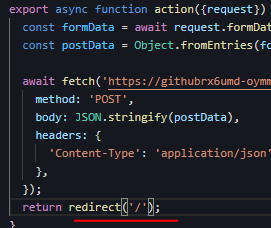 export async function action({request})
const formData = await request.formDa
const postData = Object.fromEntries(fo
await fetch('https://githubrx6umd-oymm
method: 'POST',
body: JSON.stringify(postData),
headers: {
'Content-Type': 'application/json'
},
});
return redirect('/');
}